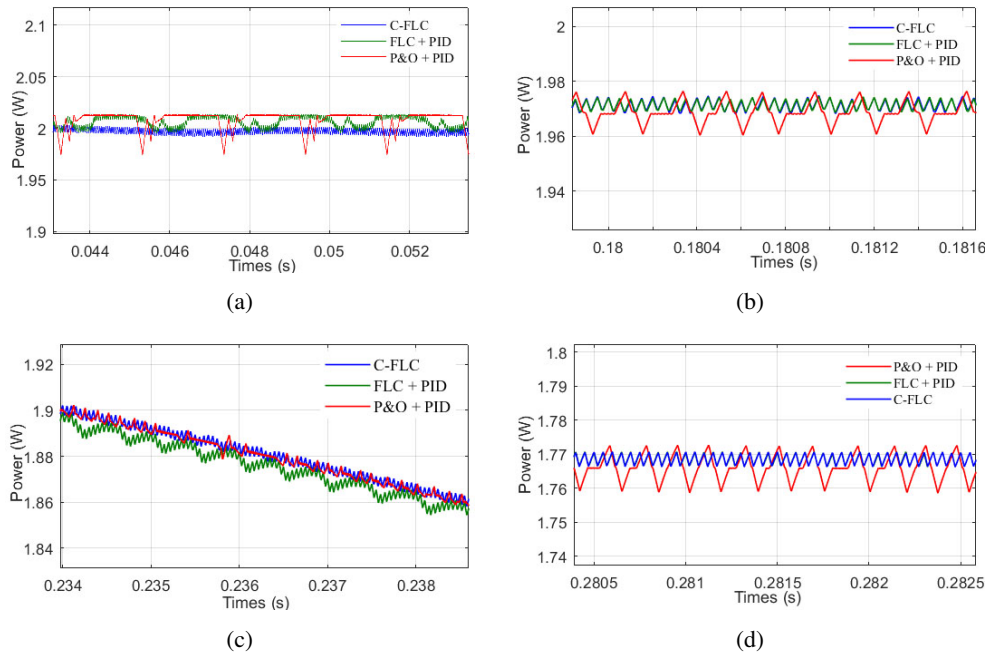 2.1
2.05
2
1.95
1.9
Power (W)
C-FLC
FLC + PID
P&O + PID
0.044
0.046
0.048
0.05
0.052
Times (s)
(a)
2
1.98
1.96
1.94
Power (W)
C-FLC
FLC + PID
P&O + PID
0.18
0.1804
0.1808
0.1812
0.1816
Times (s)
(b)
1.92
1.9
1.88
1.86
1.84
Power (W)
C-FLC
FLC + PID
P&O + PID
0.234
0.235
0.236
0.237
0.238
Times (s)
(c)
1.8
1.79
1.78
1.77
1.76
1.75
1.74
Power (W)
P&O + PID
FLC + PID
C-FLC
0.2805
0.281
0.2815
0.282
0.2825
Times (s)
(d)